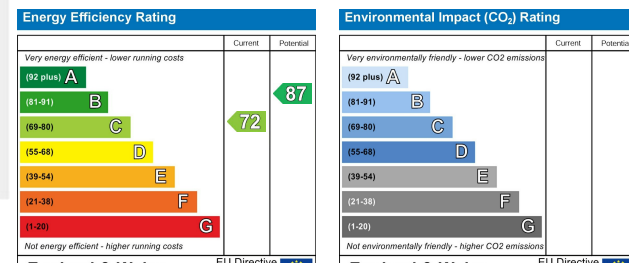 Energy Efficiency Rating
Current Potential
Very energy efficient - lower running costs
(92 plus) A
(81-91) B
87
(69-80) C
72
(55-68) D
(39-54) E
(21-38) F
(1-20) G
Not energy efficient - higher running costs
EU Directive
Environmental Impact (CO2) Rating
Current
Very environmentally friendly - lower CO2 emissions
(92 plus) A
(81-91) B
(69-80) C
(55-68) D
(39-54) E
(21-38) F
(1-20) G
Not environmentally friendly - higher CO2 emissions
EU Directive